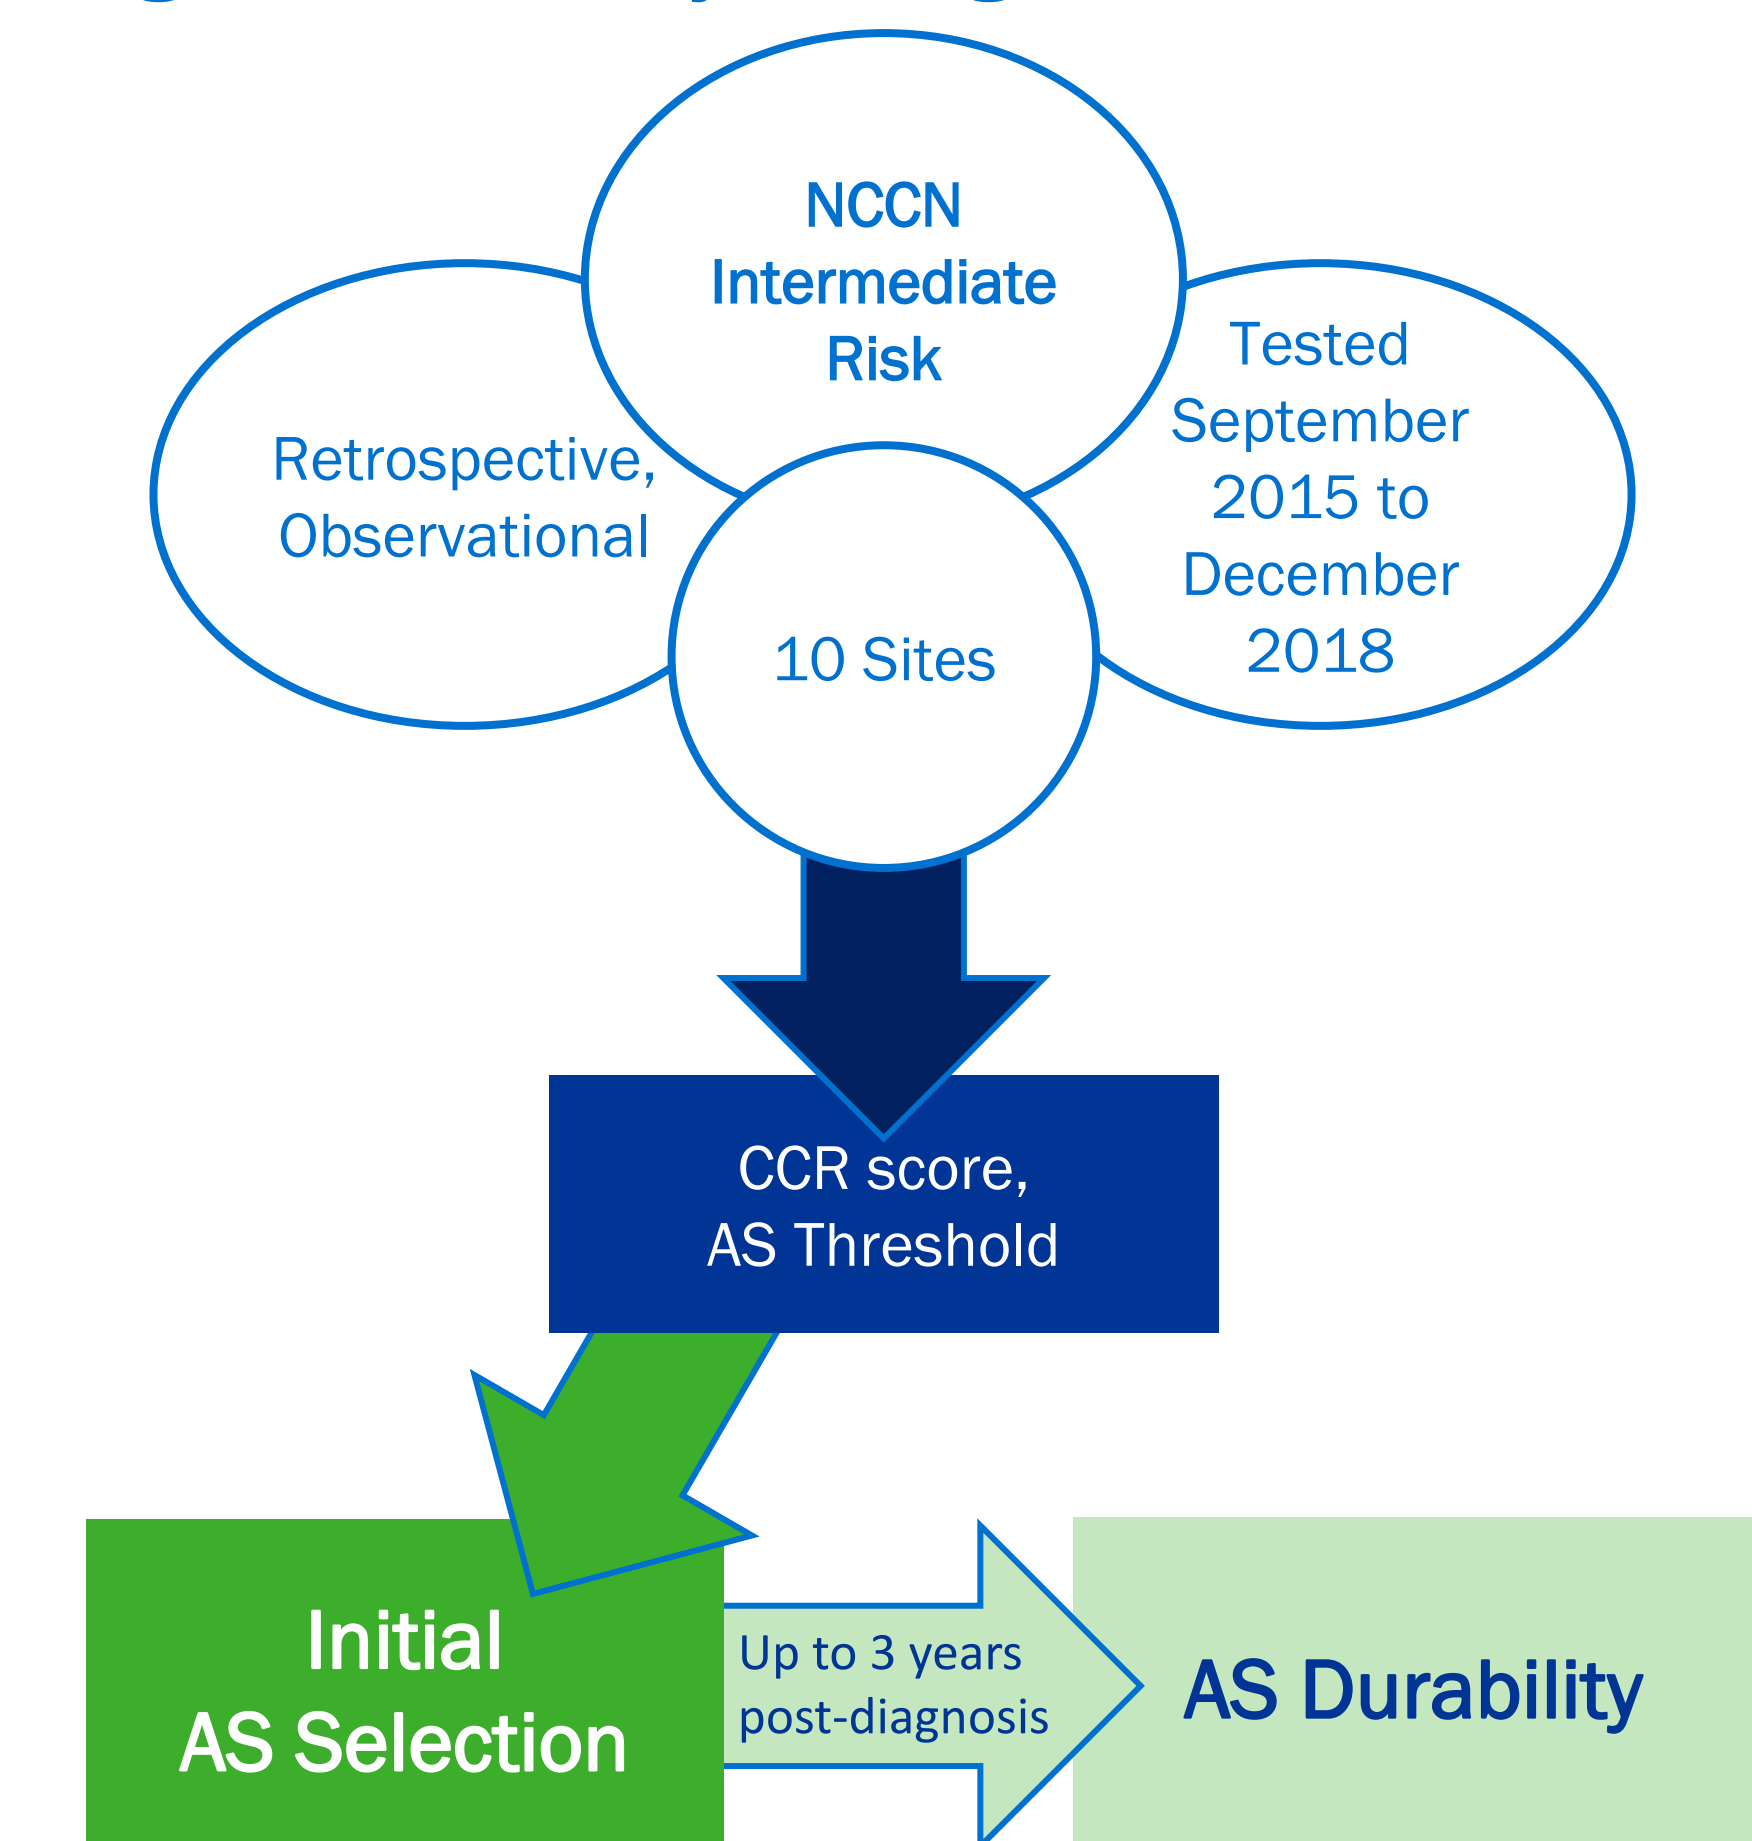 NCCN
Intermediate
Risk
Retrospective,
Observational
Tested
September
2015 to
December
2018
10 Sites
CCR score,
AS Threshold
Initial
AS Selection
Up to 3 years
post-diagnosis
AS Durability